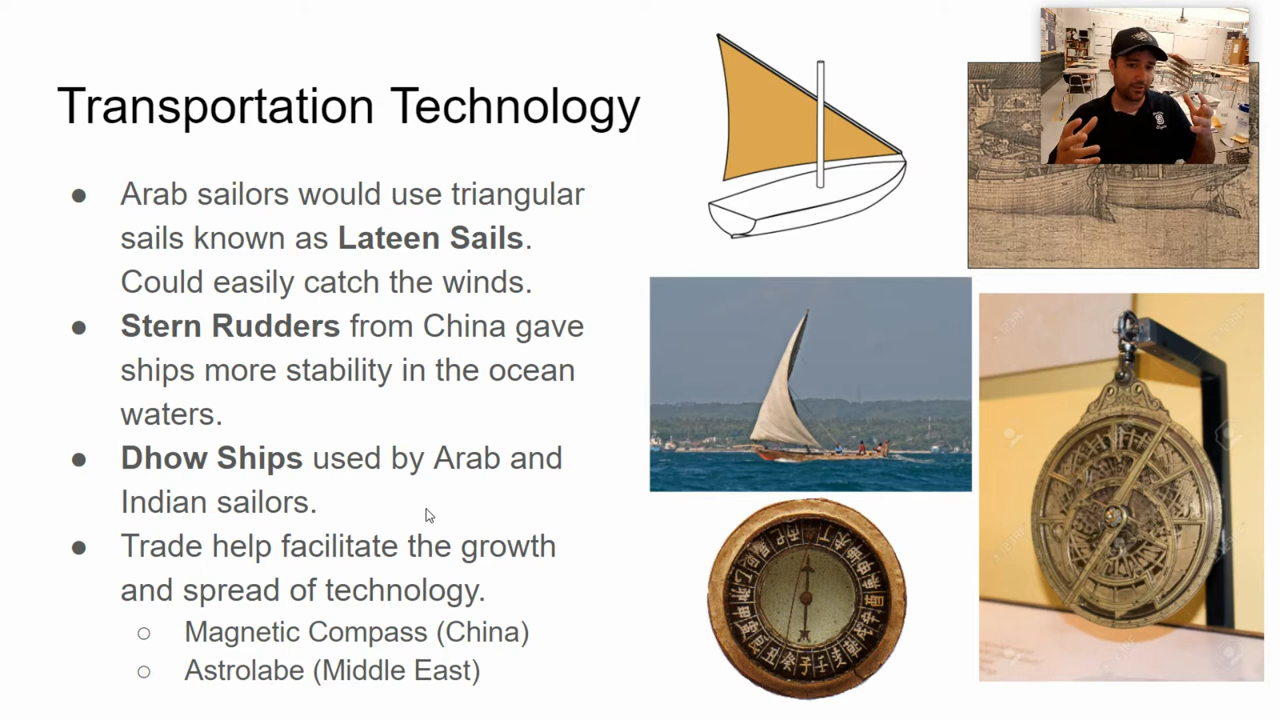 Transportation Technology
● Arab sailors would use triangular
sails known as Lateen Sails.
Could easily catch the winds.
● Stern Rudders from China gave
ships more stability in the ocean
waters.
● Dhow Ships used by Arab and
Indian sailors.
● Trade help facilitate the growth
and spread of technology.
○ Magnetic Compass (China)
○ Astrolabe (Middle East)